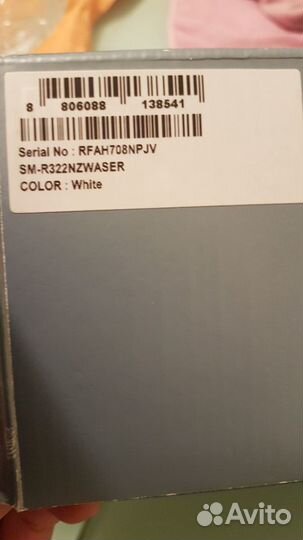 8 806088 138541
Serial No : RFAH708NPJV
SM-R322NZWASER
COLOR : White
Avito